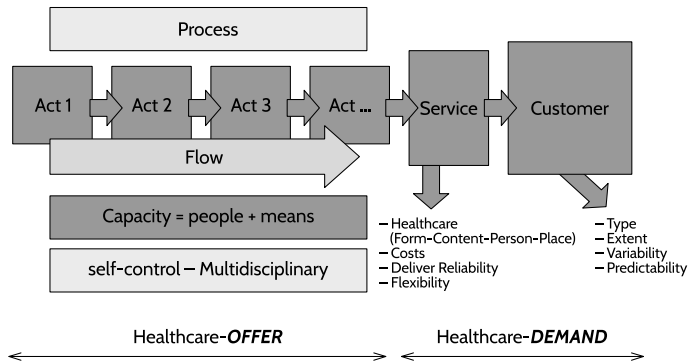 Process
Act 1
Act 2
Act 3
Act ...
Service
Customer
Flow
Capacity = people + means
self-control – Multidisciplinary
– Healthcare
(Form-Content-Person-Place)
– Costs
– Deliver Reliability
– Flexibility
– Type
– Extent
– Variability
– Predictability
Healthcare-OFFER
Healthcare-DEMAND